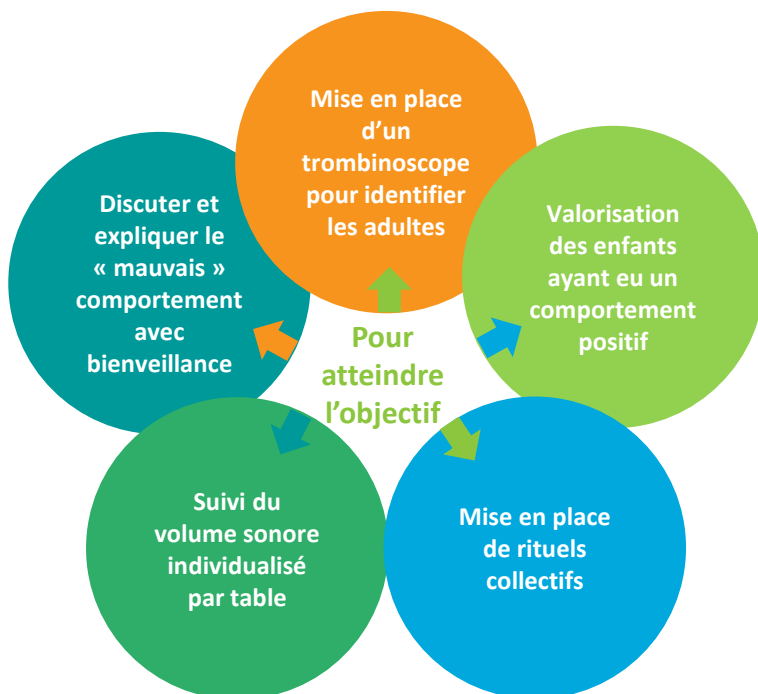 Mise en place
d’un
trombinoscope
pour identifier
les adultes
Discuter et
expliquer le
« mauvais »
comportement
avec
bienveillance
Valorisation
des enfants
ayant eu un
comportement
positif
Pour
atteindre
l’objectif
Suivi du
volume sonore
individualisé
par table
Mise en place
de rituels
collectifs